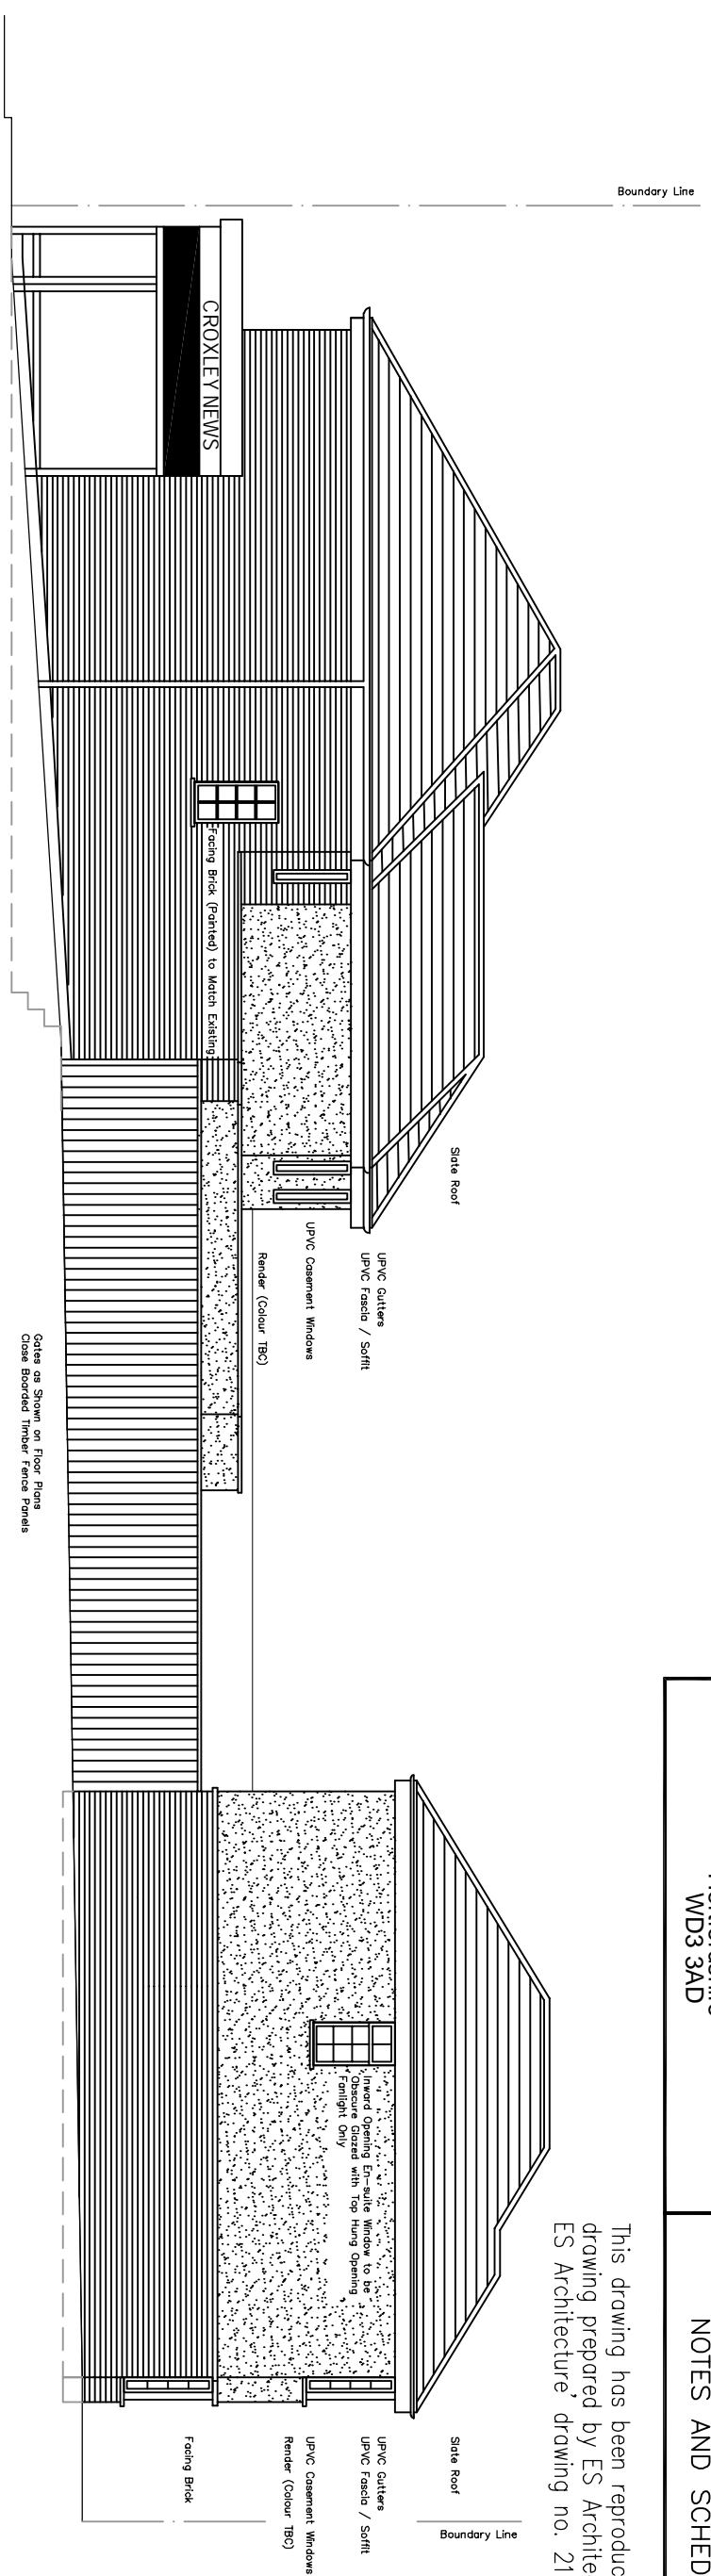 Boundary Line
CROXLEY NEWS
Facing Brick (Painted) to Match Existing
Slate Roof
UPVC Gutters
UPVC Fascia / Soffit
UPVC Casement Windows
Render (Colour TBC)
Gates as Shown on Floor Plans
Close Boarded Timber Fence Panels
Inward Opening En-suite Window to be
Obscure Glazed with Top Hung Opening
Fanlight Only
Slate Roof
UPVC Gutters
UPVC Fascia / Soffit
UPVC Casement Windows
Render (Colour TBC)
Facing Brick
Boundary Line
WD3 3AD
NOTES AND SCHED
This drawing has been reproduc
drawing prepared by ES Archite
ES Architecture' drawing no. 21